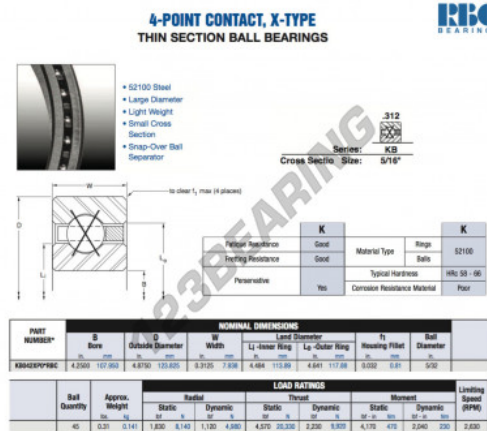 4-POINT CONTACT, X-TYPE
THIN SECTION BALL BEARINGS
RBC
BEARINGS
• 52100 Steel
• Large Diameter
• Light Weight
• Small Cross
Section
• Snap-Over Ball
Separator
.312
Series: KB
Cross Sectio Size: 5/16"
123BEARING
W
to clear f1 max (4 places)
D
B
K K
Fatigue Resistance Good Material Type Rings 52100
Fretting Resistance Good Balls
Perservative Yes Typical Hardness HRc 58 - 66
Corrosion Resistance Material Poor
PART
NUMBER*
NOMINAL DIMENSIONS
B
Bore
D
Outside Diameter
W
Width
Land Diameter
Li -Inner Ring Lo -Outer Ring
f1
Housing Fillet
Ball
Diameter
in. mm in. mm in. mm in. mm in. mm in. mm in.
4.2500 107.950 4.8750 123.825 0.3125 7.938 4.484 113.89 4.641 117.88 0.032 0.81 5/32
Ball
Quantity
Approx.
Weight
LOAD RATINGS
Radial Thrust Moment
Static Dynamic Static Dynamic Static Dynamic
Limiting
Speed
(RPM)
lbs. kg lbf N lbf N lbf N lbf N lbf - in Nm lbf - in Nm
45 0.31 0.141 1,830 8,140 1,120 4,980 4,570 20,330 2,230 9,920 4,170 470 2,040 230 2,630